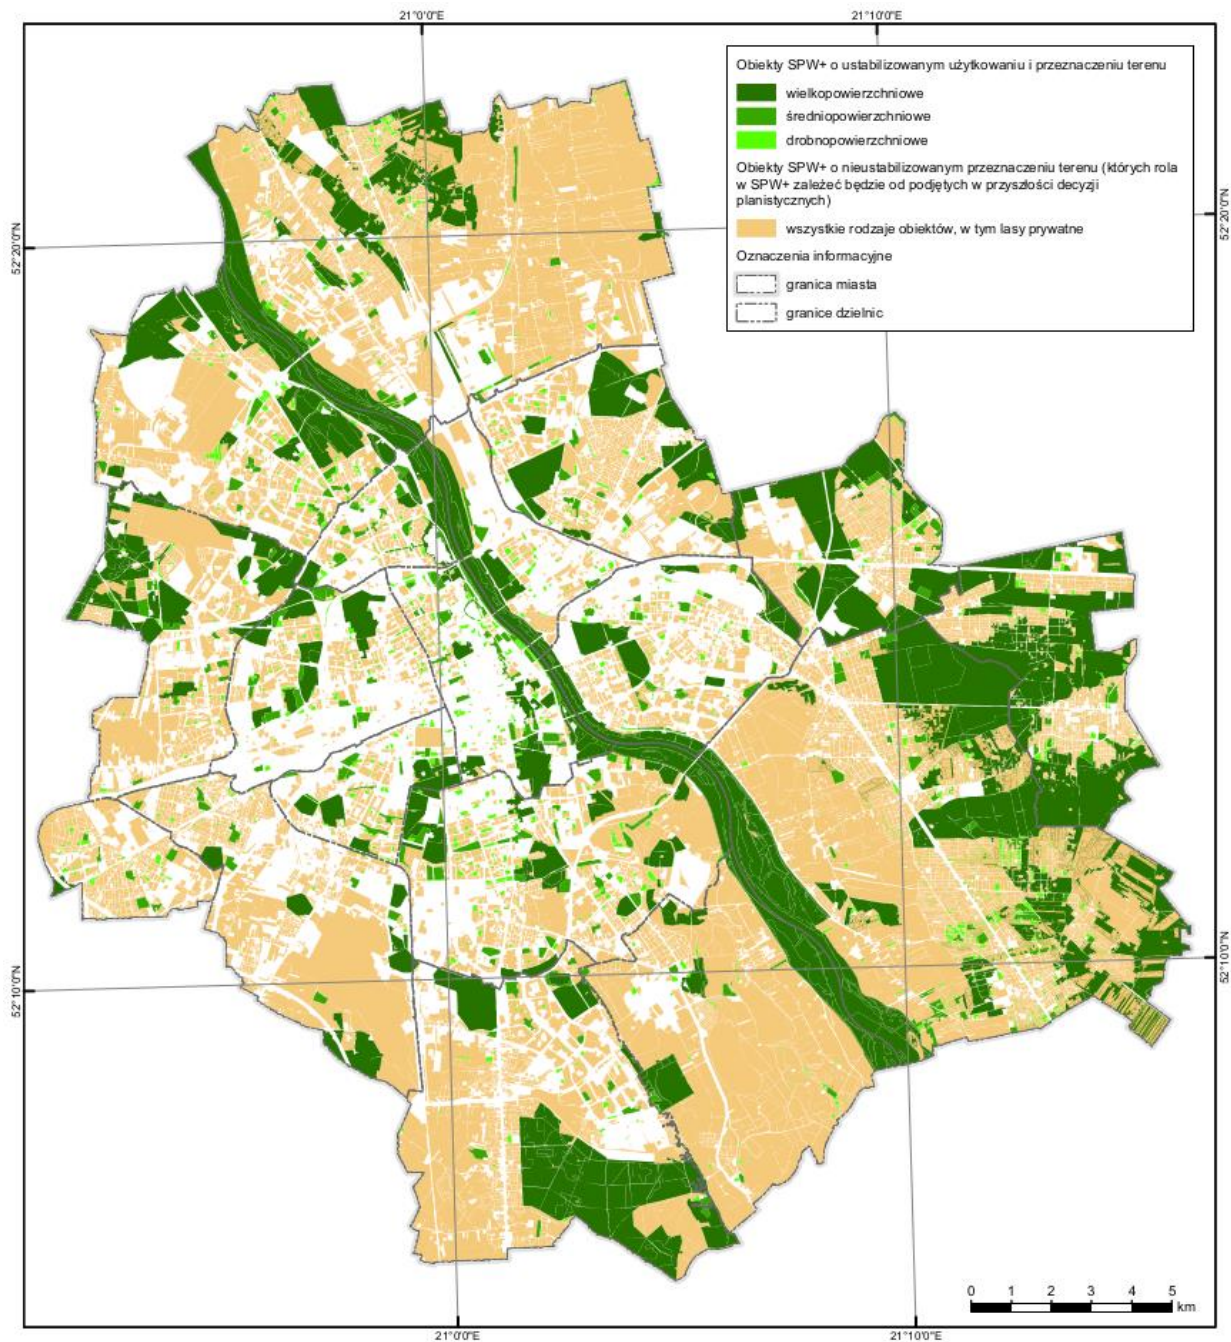 21°0'0"E
21°10'0"E
Obiekty SPW+ o ustabilizowanym użytkowaniu i przeznaczeniu terenu
wielkopowierzchniowe
średniopowierzchniowe
drobnopowierzchniowe
Obiekty SPW+ o nieustabilizowanym przeznaczeniu terenu (których rola
w SPW+ zależeć będzie od podjętych w przyszłości decyzji
planistycznych)
wszystkie rodzaje obiektów, w tym lasy prywatne
Oznaczenia informacyjne
granica miasta
granice dzielnic
52°20'0"N
52°20'0"N
52°10'0"N
52°10'0"N
0 1 2 3 4 5
km
21°0'0"E
21°10'0"E